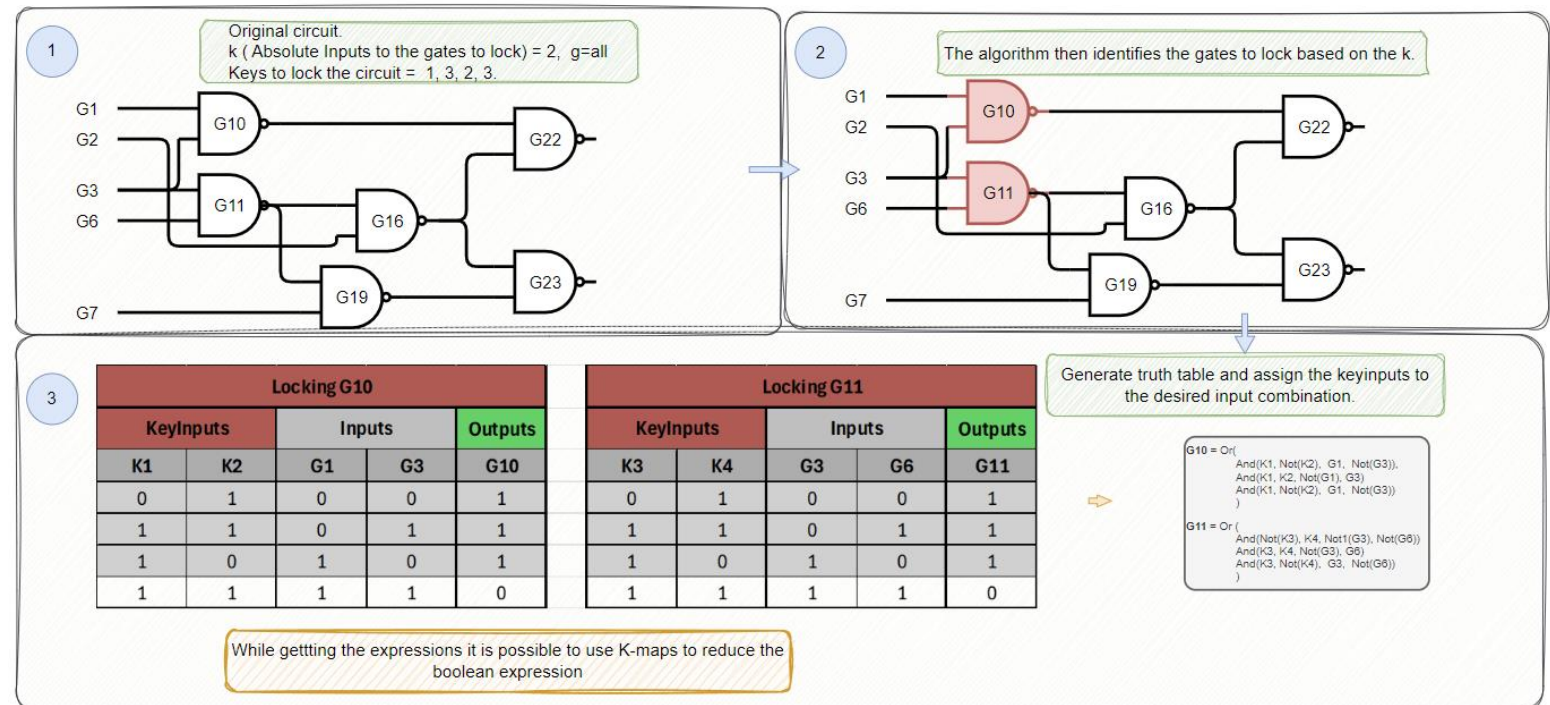 1
Original circuit.
k ( Absolute Inputs to the gates to lock) = 2, g=all
Keys to lock the circuit = 1, 3, 2, 3.
G1
G2
G3
G6
G7
G10
G11
G16
G19
G22
G23
2
The algorithm then identifies the gates to lock based on the k.
G1
G2
G3
G6
G7
G10
G11
G16
G19
G22
G23
3
Locking G10
KeyInputs Inputs Outputs
K1 K2 G1 G3 G10
0 1 0 0 1
1 1 0 1 1
1 0 1 0 1
1 1 1 1 0
Locking G11
KeyInputs Inputs Outputs
K3 K4 G3 G6 G11
0 1 0 0 1
1 1 0 1 1
1 0 1 0 1
1 1 1 1 0
Generate truth table and assign the keyinputs to
the desired input combination.
G10 = Or(
And(K1, Not(K2), G1, Not(G3)),
And(K1, K2, Not(G1), G3)
And(K1, Not(K2), G1, Not(G3))
)
G11 = Or (
And(Not(K3), K4, Not1(G3), Not(G6))
And(K3, K4, Not(G3), G6)
And(K3, Not(K4), G3, Not(G6))
)
While gettting the expressions it is possible to use K-maps to reduce the
boolean expression